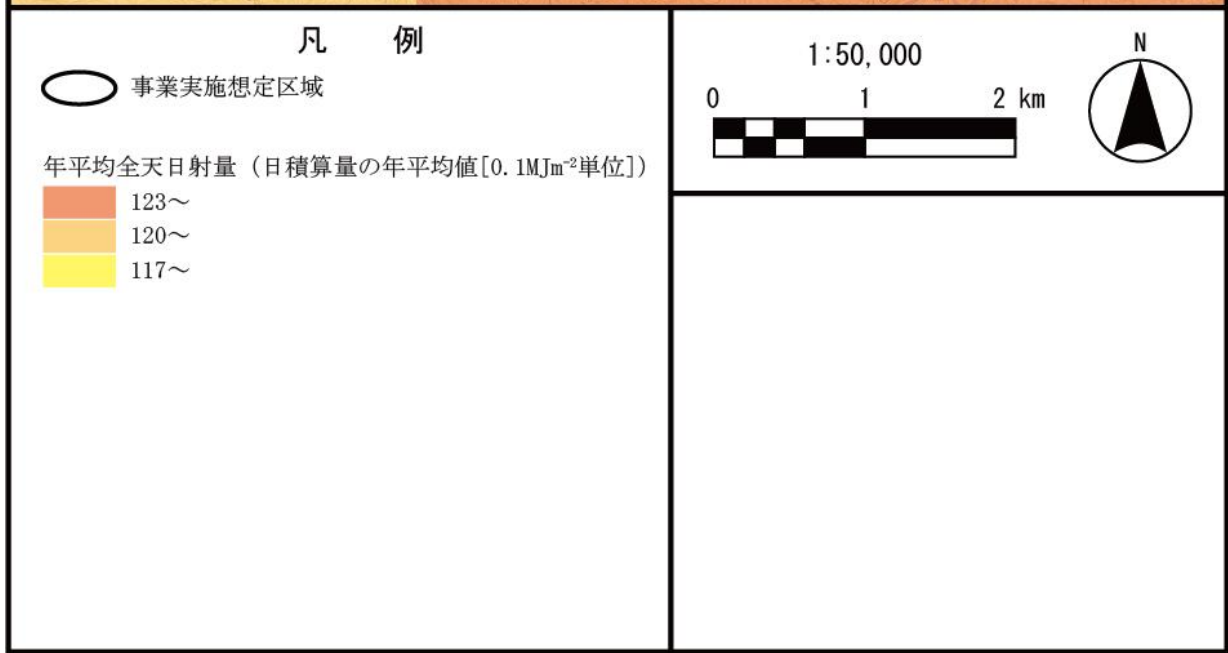 凡　例
事業実施想定区域
年平均全天日射量（日積算量の年平均値[0.1MJm⁻²単位]）
123～
120～
117～
1:50,000
0 1 2 km
N